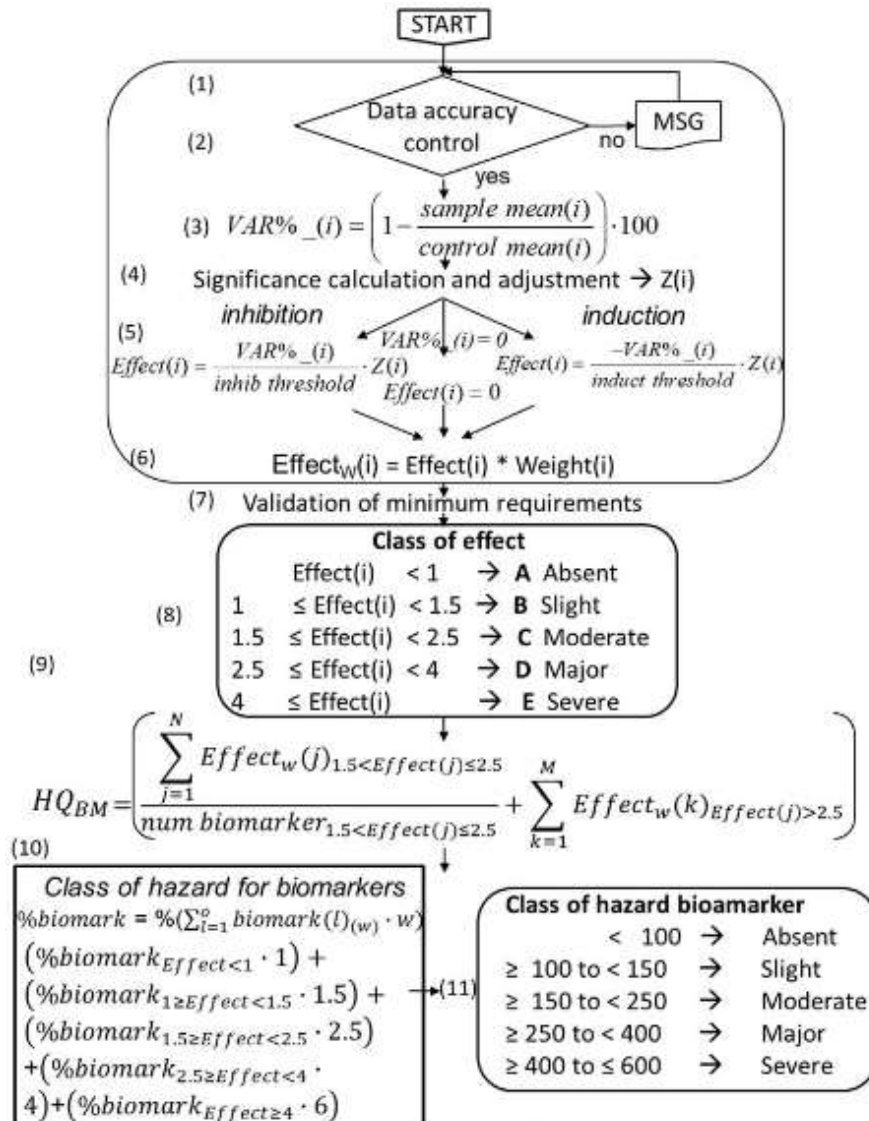 START
(1)
Data accuracy
control
MSG
(2)
no
yes
(3) VAR% _(i) = (1 − sample mean(i) / control mean(i)) · 100
(4) Significance calculation and adjustment → Z(i)
inhibition
induction
(5)
VAR% _(i) = 0
Effect(i) = VAR% _(i) / inhib threshold · Z(i)
Effect(i) = −VAR% _(i) / induct threshold · Z(i)
Effect(i) = 0
(6) Effect_W(i) = Effect(i) * Weight(i)
(7) Validation of minimum requirements
Class of effect
Effect(i) < 1 → A Absent
(8) 1 ≤ Effect(i) < 1.5 → B Slight
1.5 ≤ Effect(i) < 2.5 → C Moderate
(9) 2.5 ≤ Effect(i) < 4 → D Major
4 ≤ Effect(i) → E Severe
HQ_BM = (∑_{j=1}^{N} Effect_w(j)_{1.5<Effect(j)≤2.5} / num biomarker_{1.5<Effect(j)≤2.5} + ∑_{k=1}^{M} Effect_w(k)_{Effect(j)>2.5})
(10)
Class of hazard for biomarkers
%biomark = %(∑_{l=1}^{o} biomark(l)_{(w)} · w)
(%biomark_{Effect<1} · 1) +
(%biomark_{1≥Effect<1.5} · 1.5) +
(%biomark_{1.5≥Effect<2.5} · 2.5)
+(%biomark_{2.5≥Effect<4} ·
4)+(%biomark_{Effect≥4} · 6)
(11)
Class of hazard bioamarker
< 100 → Absent
≥ 100 to < 150 → Slight
≥ 150 to < 250 → Moderate
≥ 250 to < 400 → Major
≥ 400 to ≤ 600 → Severe